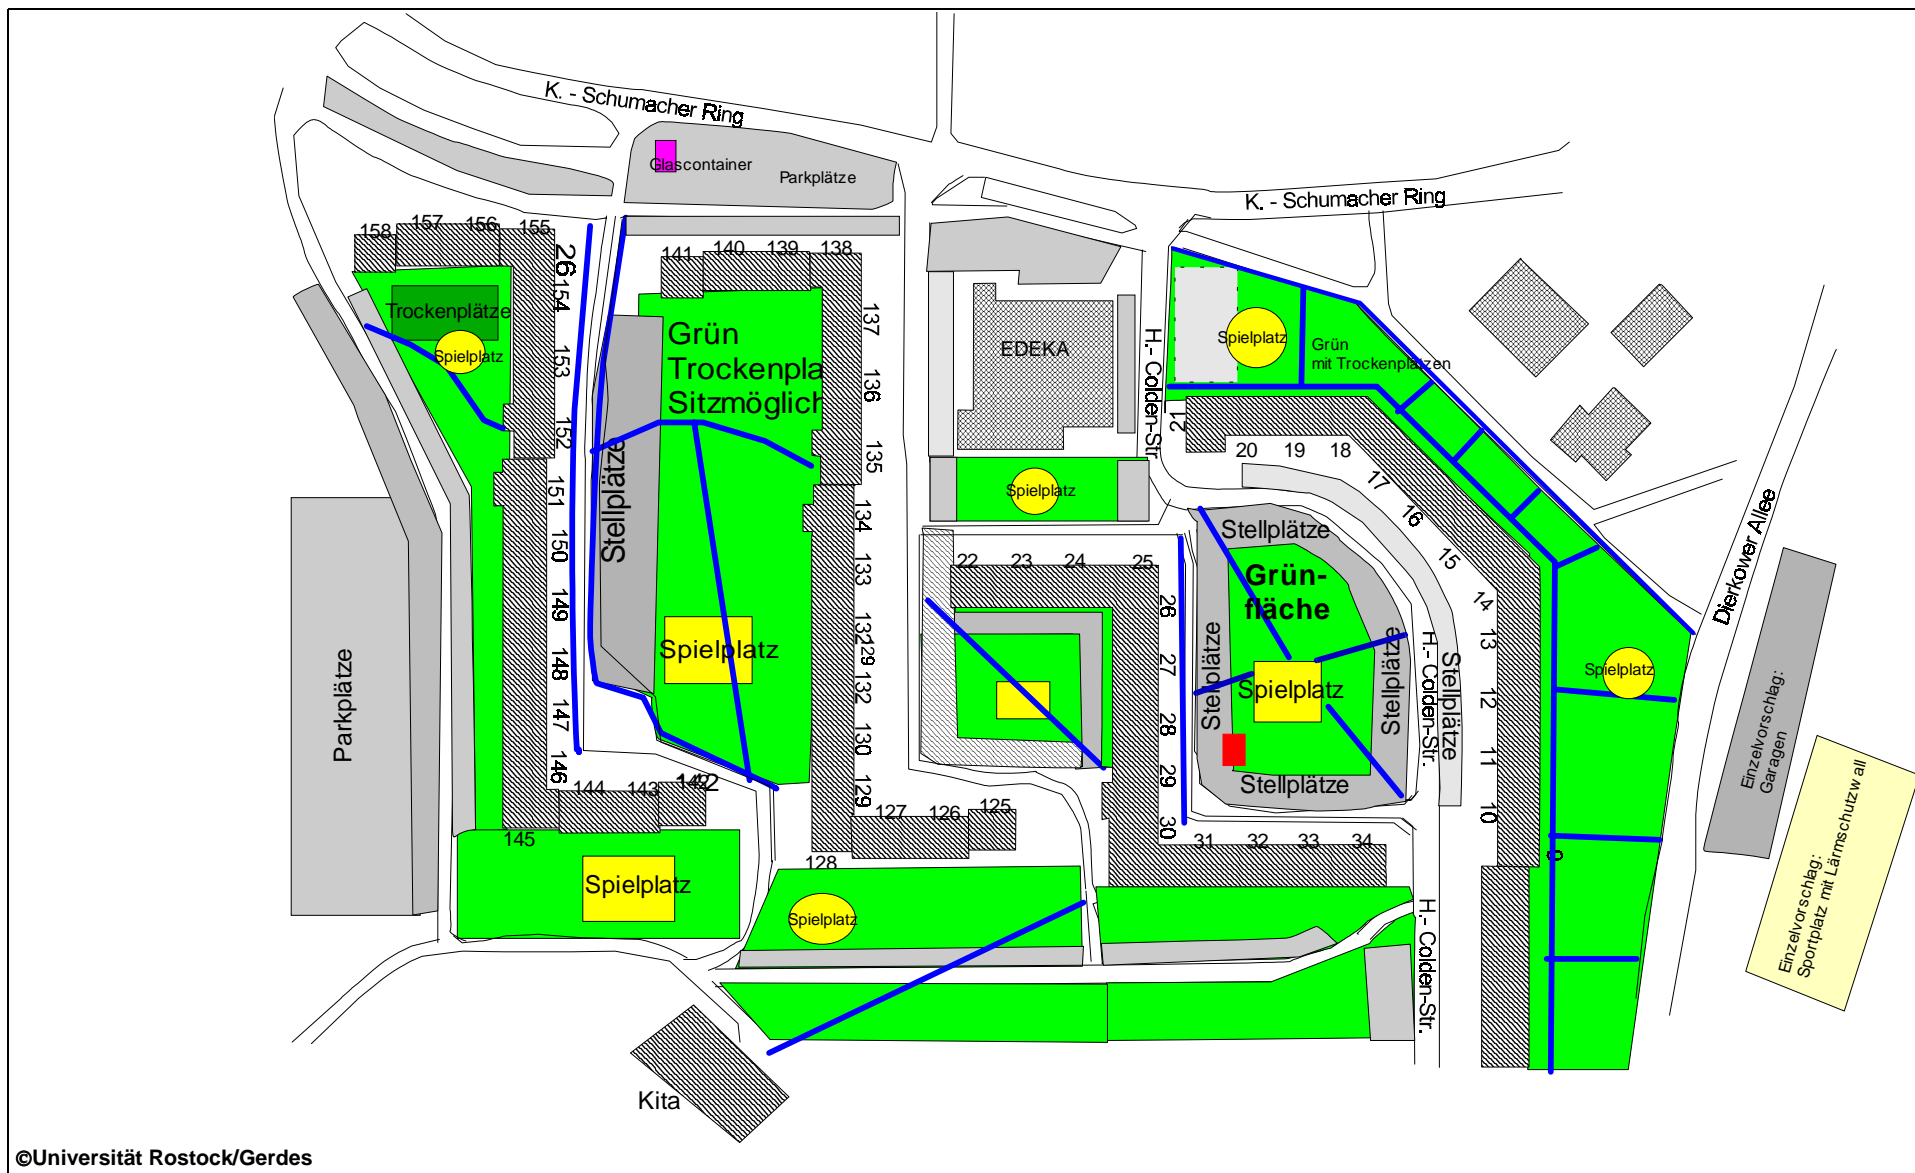 K. - Schumacher Ring
Glascontainer
Parkplätze
K. - Schumacher Ring
158
157
156
155
26
154
153
152
151
150
149
148
147
146
144
143
142
145
Trockenplätze
Spielplatz
141
140
139
138
137
136
135
134
133
132
129
132
130
129
127
126
125
128
Grün
Trockenpla
Sitzmöglich
Stellplätze
Spielplatz
Parkplätze
Spielplatz
Spielplatz
EDEKA
Spielplatz
H.- Colden-Str.
21
20
19
18
17
16
15
14
13
12
11
10
9
Spielplatz
Grün
mit Trockenplätzen
22
23
24
25
26
27
28
29
30
31
32
33
34
Stellplätze
Grün-
fläche
Stellplätze
Spielplatz
Stellplätze
Stellplätze
H.- Colden-Str.
Stellplätze
H.- Colden-Str.
Spielplatz
Dierkower Allee
Einzelvorschlag:
Garagen
Einzelvorschlag:
Sportplatz mit Lärmschutzwall
Kita
©Universität Rostock/Gerdes